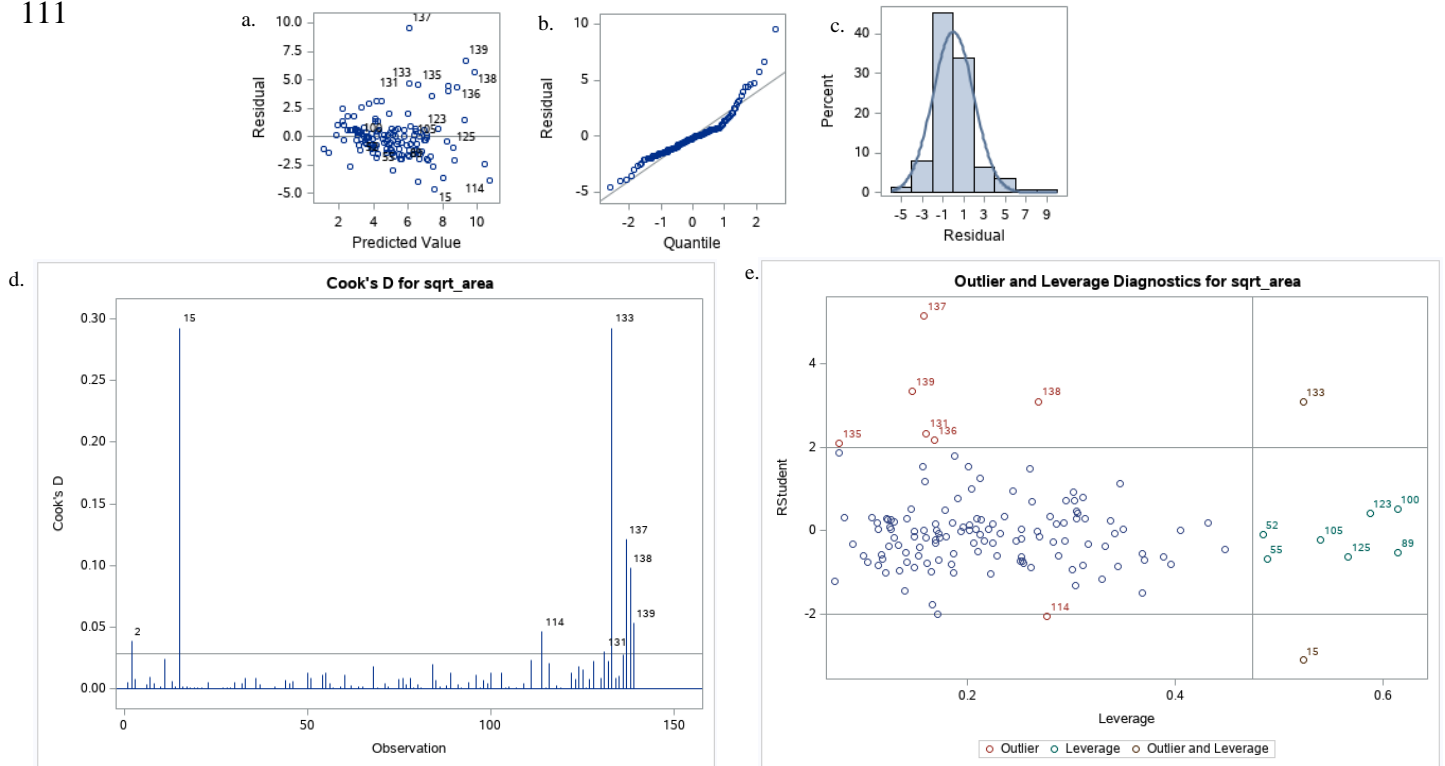 111
a.
10.0
7.5
5.0
2.5
0.0
-2.5
-5.0
Residual
2 4 6 8 10
Predicted Value
137
139
133 135 138
131
136
123
125
15 114
b.
10
5
0
-5
Residual
-2 -1 0 1 2
Quantile
c.
40
30
20
10
0
Percent
-5 -3 -1 1 3 5 7 9
Residual
d.
Cook's D for sqrt_area
0.30
0.25
0.20
0.15
0.10
0.05
0.00
Cook's D
15
133
137
138
139
114
131
2
0 50 100 150
Observation
e.
Outlier and Leverage Diagnostics for sqrt_area
4
2
0
-2
RStudent
137
139
138
133
131
136
135
100
123
52
105
55
125
89
114
15
0.2 0.4 0.6
Leverage
Outlier Leverage Outlier and Leverage